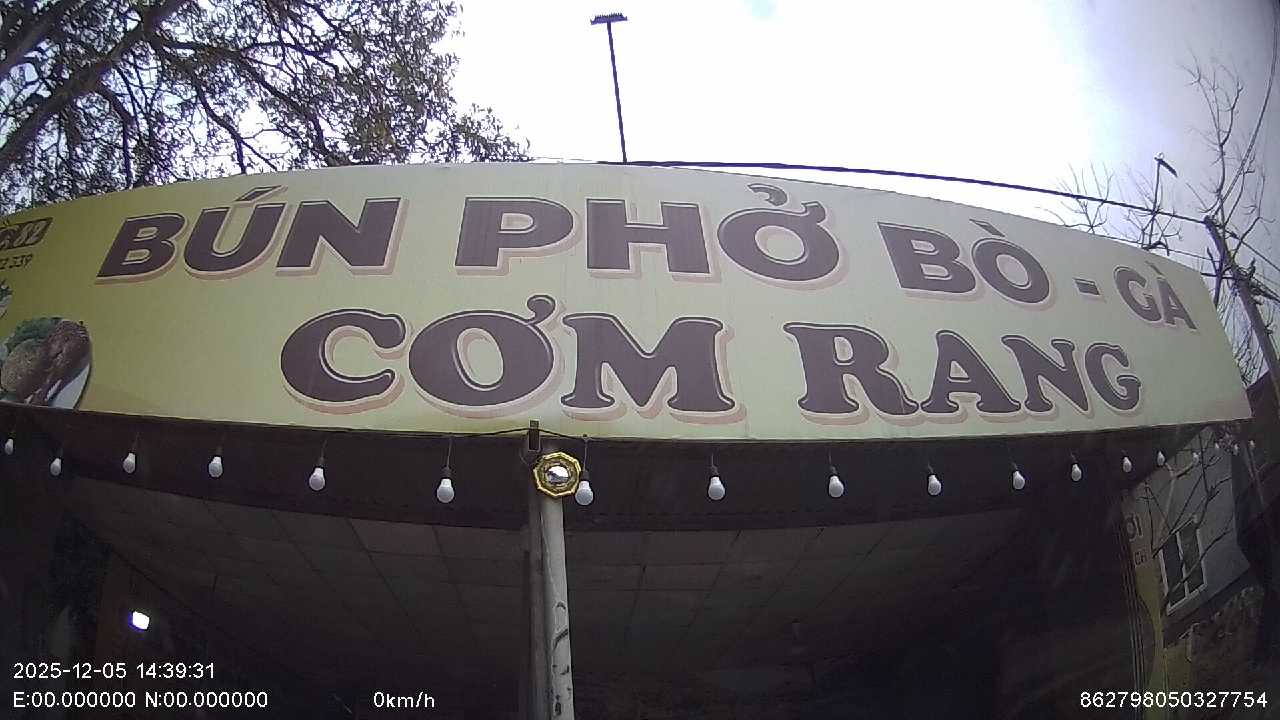 BÚN PHỞ BÒ - GÀ
CƠM RANG
2025-12-05 14:39:31
E:00.000000 N:00.000000 0km/h 862798050327754